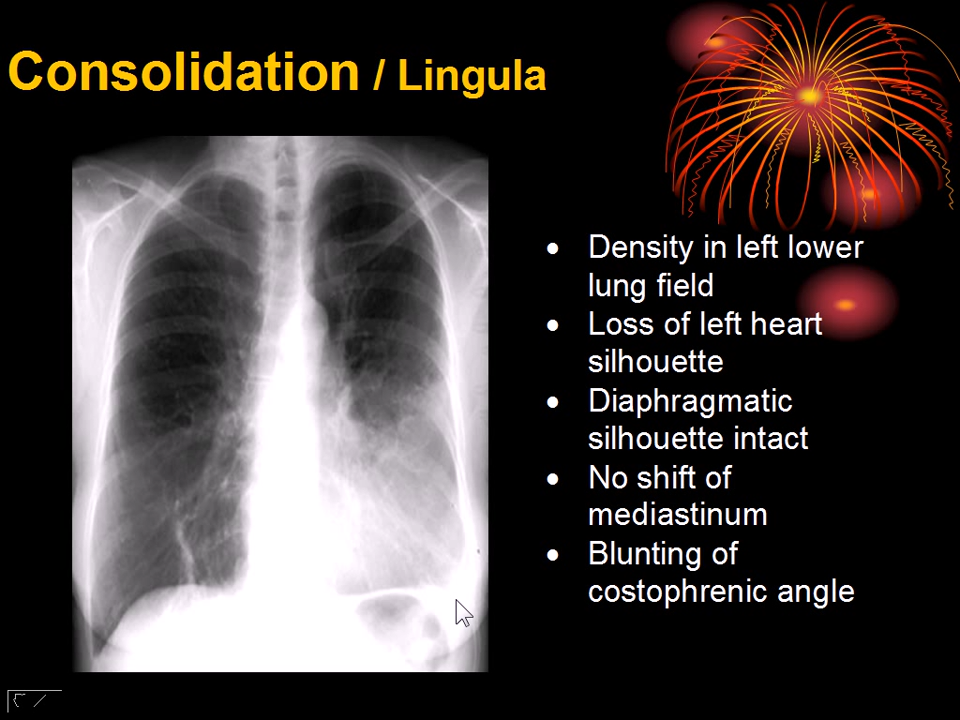 Consolidation / Lingula
• Density in left lower
lung field
• Loss of left heart
silhouette
• Diaphragmatic
silhouette intact
• No shift of
mediastinum
• Blunting of
costophrenic angle